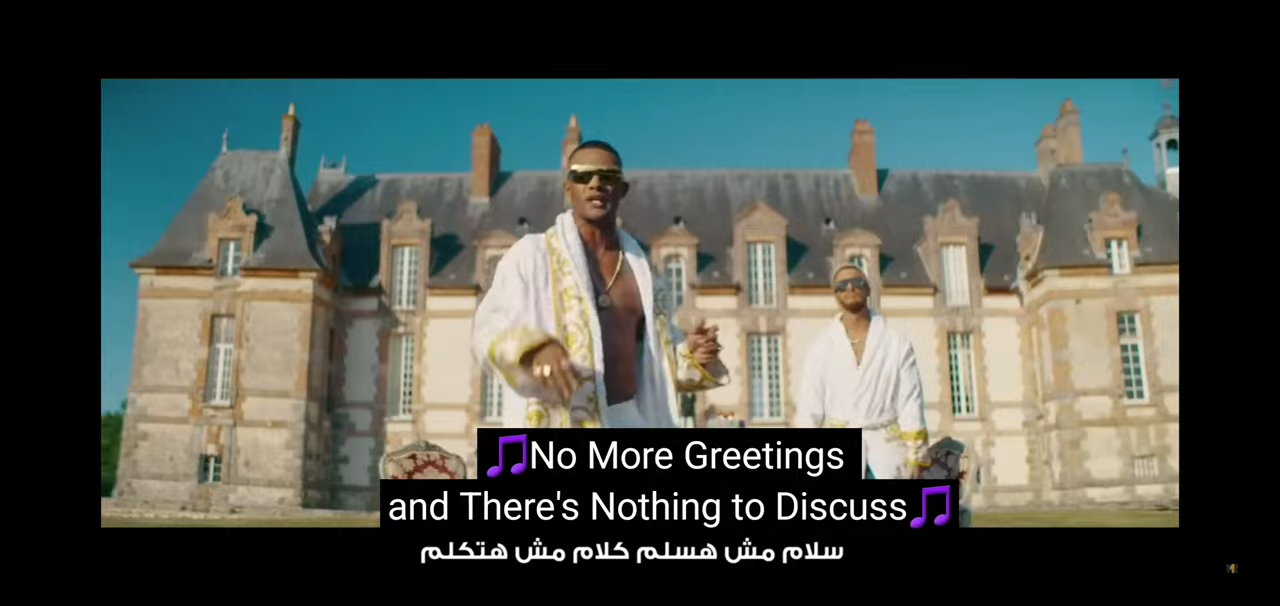 🎵No More Greetings
and There's Nothing to Discuss🎵
سلام مش هسلم كلام مش هتكلم